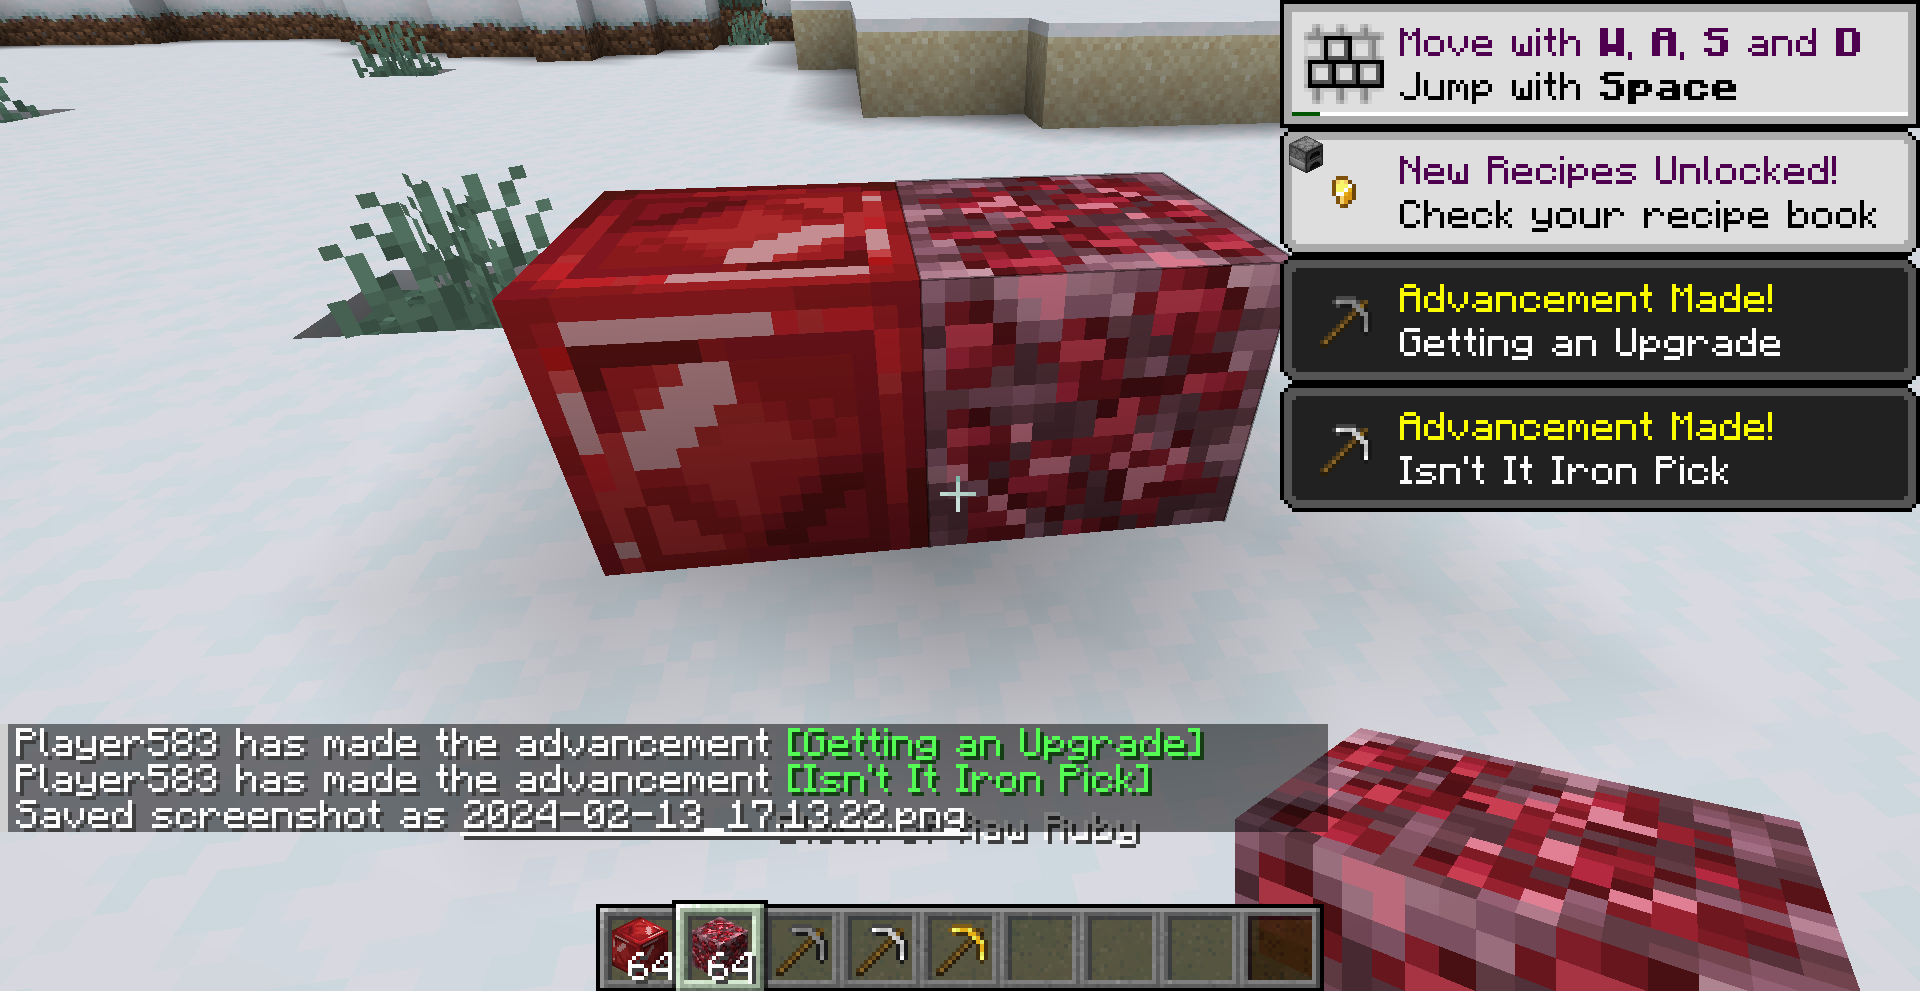 Move with W, A, S and D
Jump with Space
New Recipes Unlocked!
Check your recipe book
Advancement Made!
Getting an Upgrade
Advancement Made!
Isn't It Iron Pick
Player583 has made the advancement [Getting an Upgrade]
Player583 has made the advancement [Isn't It Iron Pick]
Saved screenshot as 2024-02-13_17.13.22.png
Raw Ruby
64
64